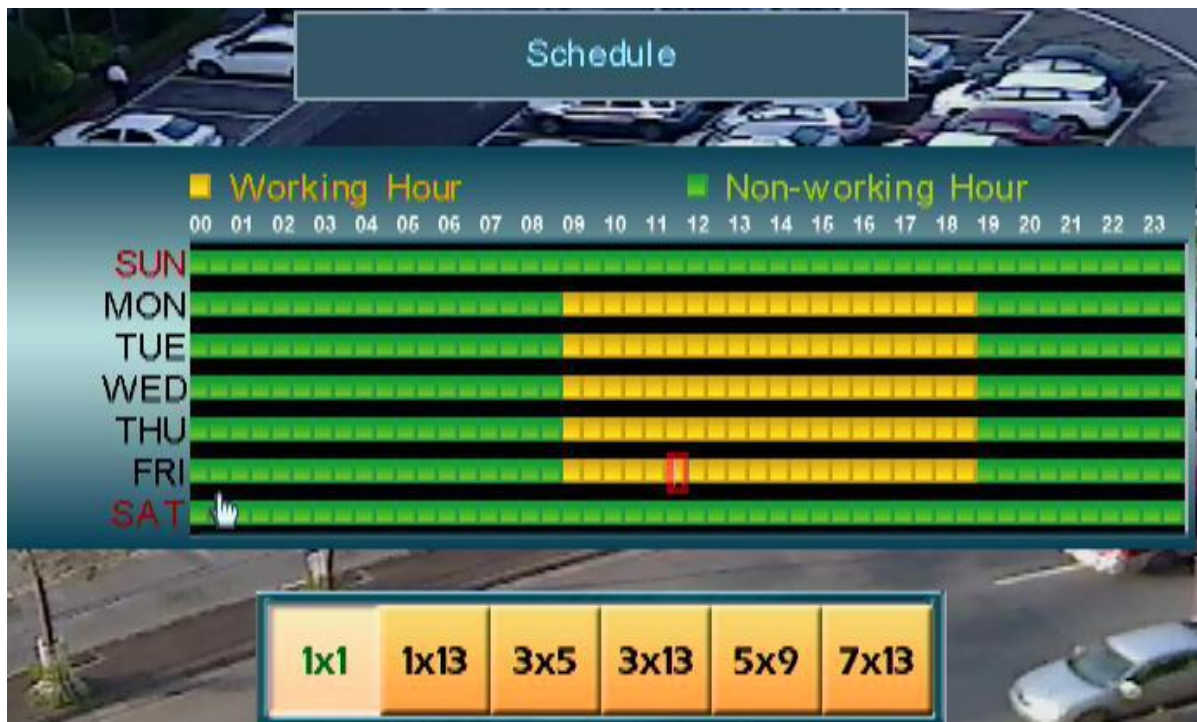 Schedule
Working Hour Non-working Hour
00 01 02 03 04 05 06 07 08 09 10 11 12 13 14 15 16 17 18 19 20 21 22 23
SUN
MON
TUE
WED
THU
FRI
SAT
1x1 1x13 3x5 3x13 5x9 7x13